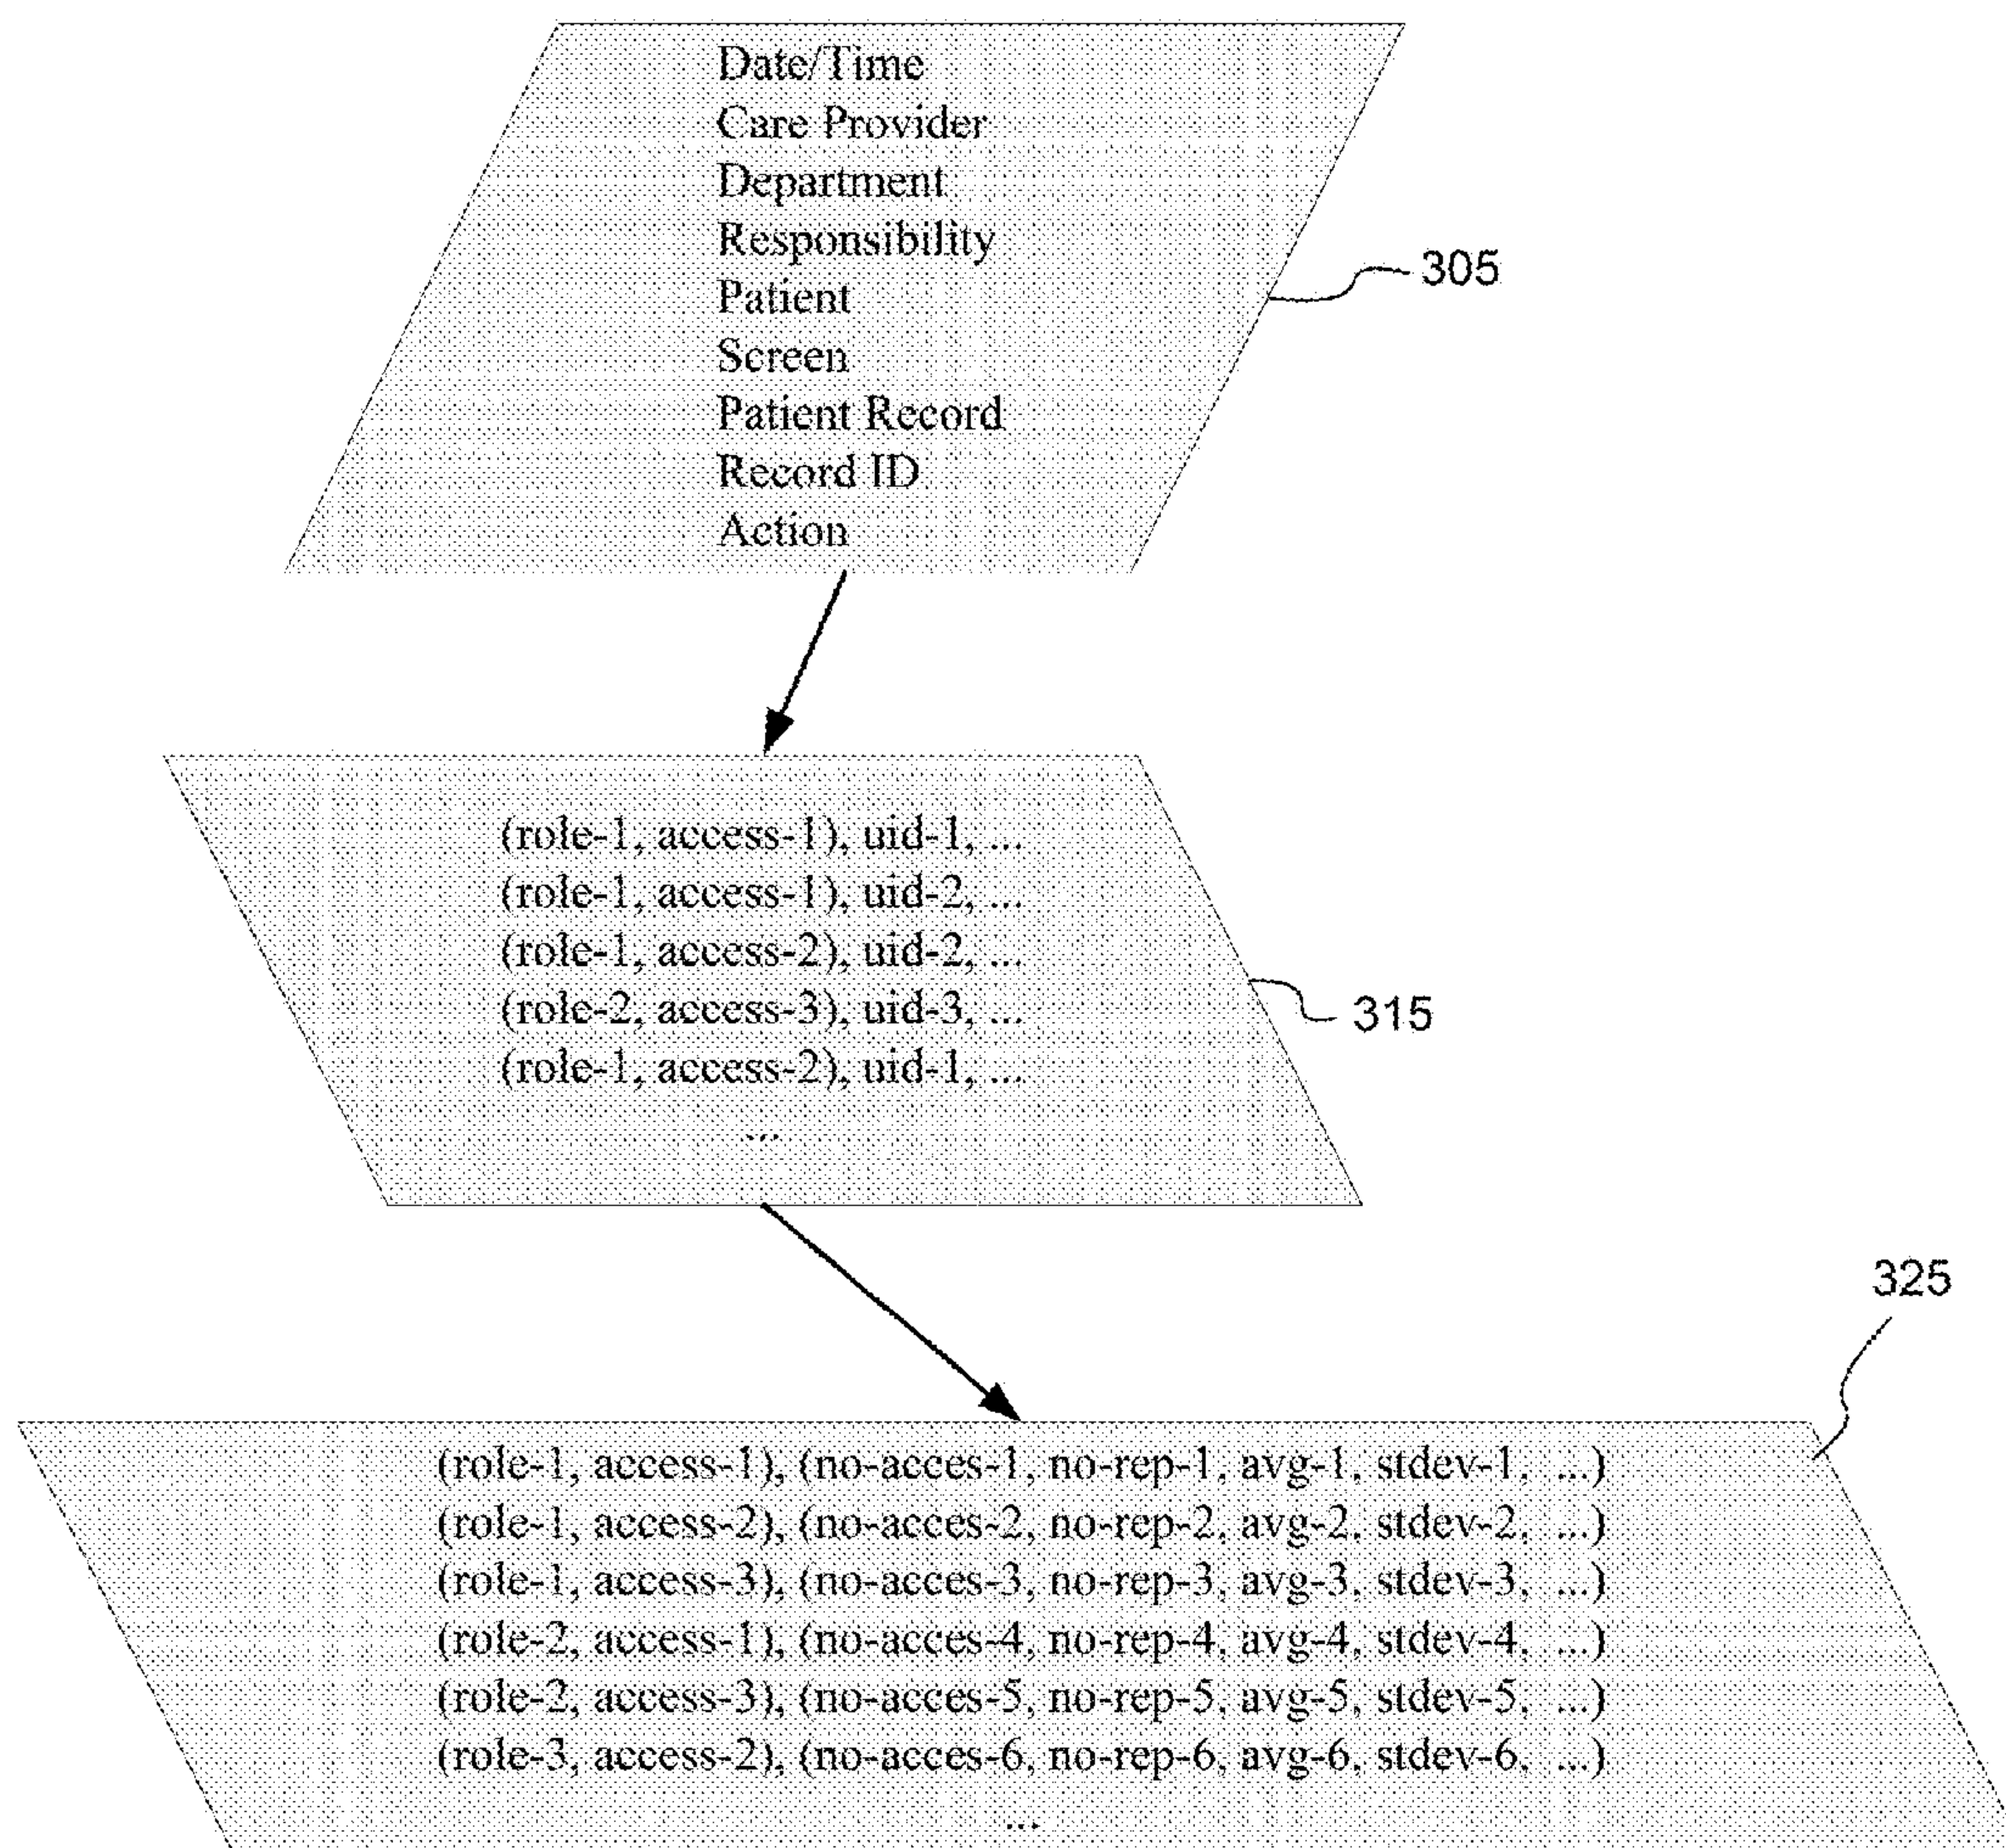 Date/Time
Care Provider
Department
Responsibility
Patient
Screen
Patient Record
Record ID
Action
305
(role-1, access-1), uid-1, ...
(role-1, access-1), uid-2, ...
(role-1, access-2), uid-2, ...
(role-2, access-3), uid-3, ...
(role-1, access-2), uid-1, ...
...
315
325
(role-1, access-1), (no-acces-1, no-rep-1, avg-1, stdev-1, ...)
(role-1, access-2), (no-acces-2, no-rep-2, avg-2, stdev-2, ...)
(role-1, access-3), (no-acces-3, no-rep-3, avg-3, stdev-3, ...)
(role-2, access-1), (no-acces-4, no-rep-4, avg-4, stdev-4, ...)
(role-2, access-3), (no-acces-5, no-rep-5, avg-5, stdev-5, ...)
(role-3, access-2), (no-acces-6, no-rep-6, avg-6, stdev-6, ...)
...